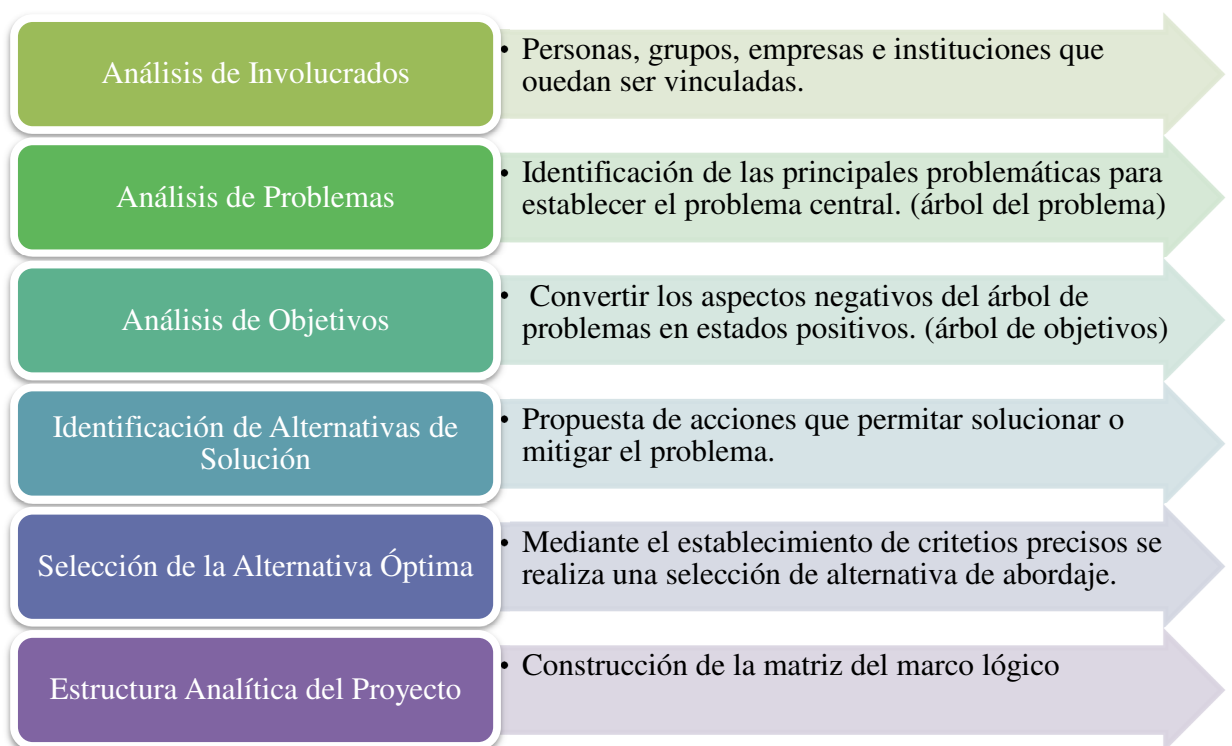 Análisis de Involucrados
• Personas, grupos, empresas e instituciones que
ouedan ser vinculadas.
Análisis de Problemas
• Identificación de las principales problemáticas para
establecer el problema central. (árbol del problema)
Análisis de Objetivos
• Convertir los aspectos negativos del árbol de
problemas en estados positivos. (árbol de objetivos)
Identificación de Alternativas de
Solución
• Propuesta de acciones que permitar solucionar o
mitigar el problema.
Selección de la Alternativa Óptima
• Mediante el establecimiento de critetios precisos se
realiza una selección de alternativa de abordaje.
Estructura Analítica del Proyecto
• Construcción de la matriz del marco lógico